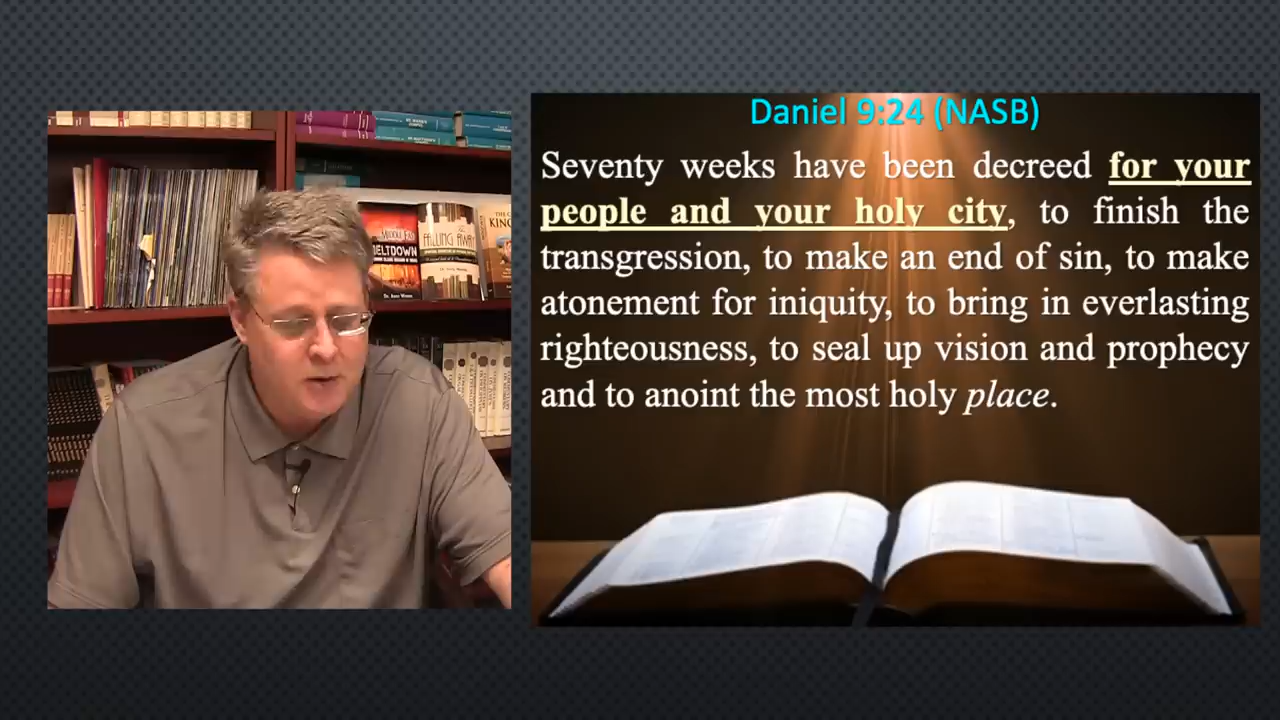 Daniel 9:24 (NASB)
Seventy weeks have been decreed for your
people and your holy city, to finish the
transgression, to make an end of sin, to make
atonement for iniquity, to bring in everlasting
righteousness, to seal up vision and prophecy
and to anoint the most holy place.
MELTDOWN
FALLING AWAY